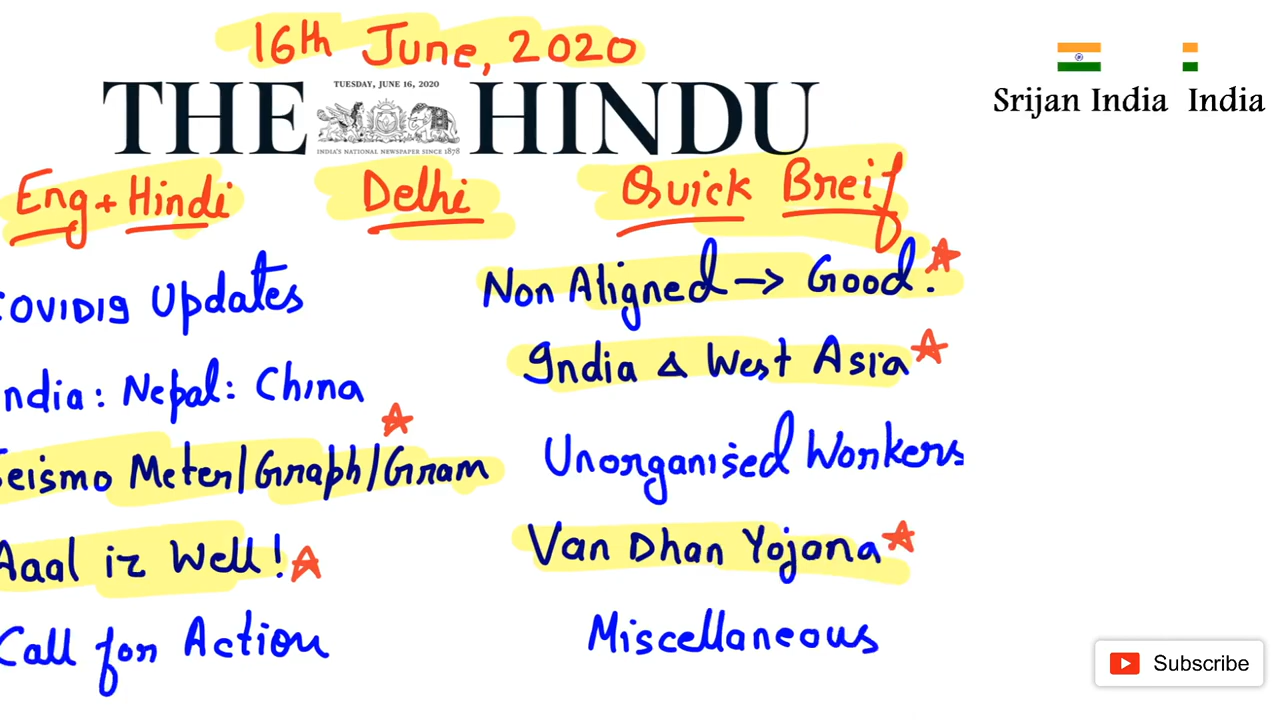 16th June, 2020
TUESDAY, JUNE 16, 2020
THE HINDU
INDIA'S NATIONAL NEWSPAPER SINCE 1878
Srijan India India
Eng + Hindi Delhi Quick Breif
COVID19 Updates
ndia : Nepal : China
Seismo Meter/Graph/Gram
Aaal iz Well!
Call for Action
Non Aligned → Good.
India & West Asia
Unorganised Workers
Van Dhan Yojana
Miscellaneous
Subscribe